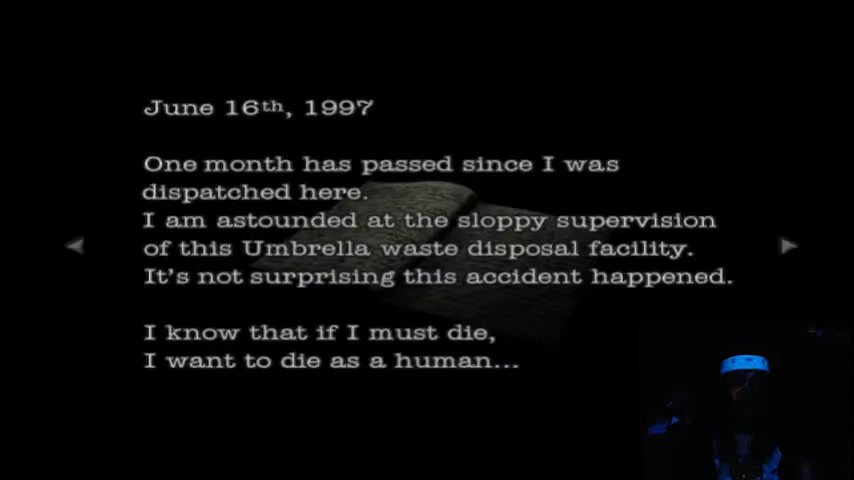 June 16th, 1997
One month has passed since I was
dispatched here.
I am astounded at the sloppy supervision
of this Umbrella waste disposal facility.
It's not surprising this accident happened.
I know that if I must die,
I want to die as a human...